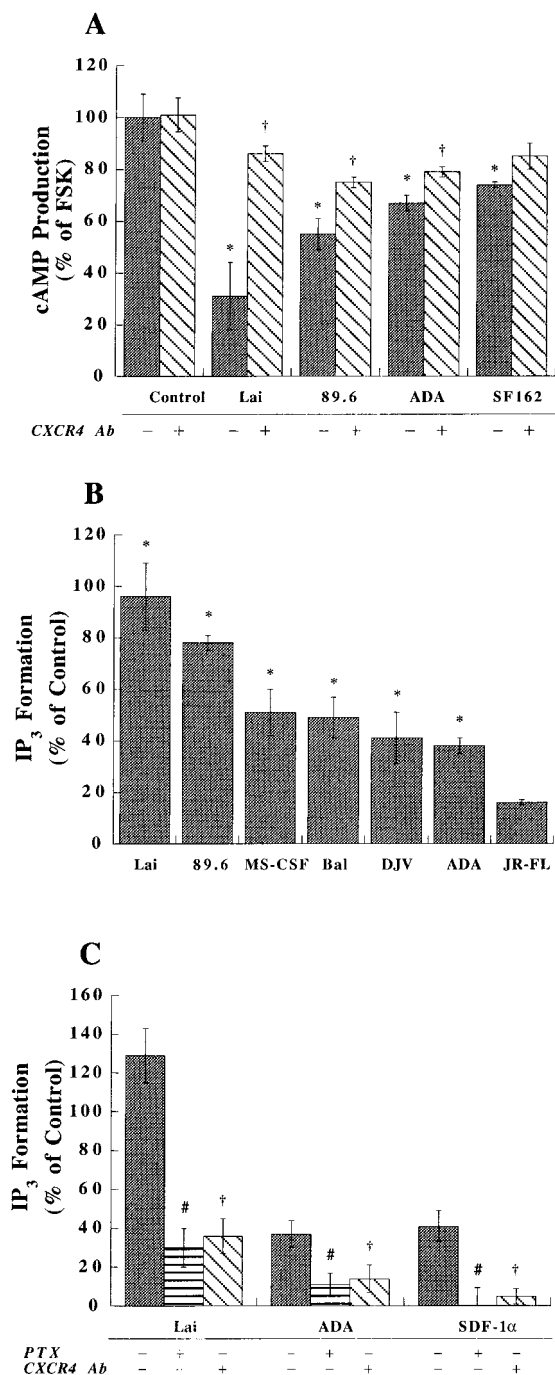 A
120
100
80
60
40
20
0
cAMP Production
(% of FSK)
* † * † * † *
Control Lai 89.6 ADA SF162
CXCR4 Ab − + − + − + − + − +
B
120
100
80
60
40
20
0
IP3 Formation
(% of Control)
* * * * * *
Lai 89.6 MS-CSF Bal DJV ADA JR-FL
C
160
140
120
100
80
60
40
20
0
IP3 Formation
(% of Control)
# † # † # †
Lai ADA SDF-1α
PTX − + − − + − − + −
CXCR4 Ab − − + − − + − − +